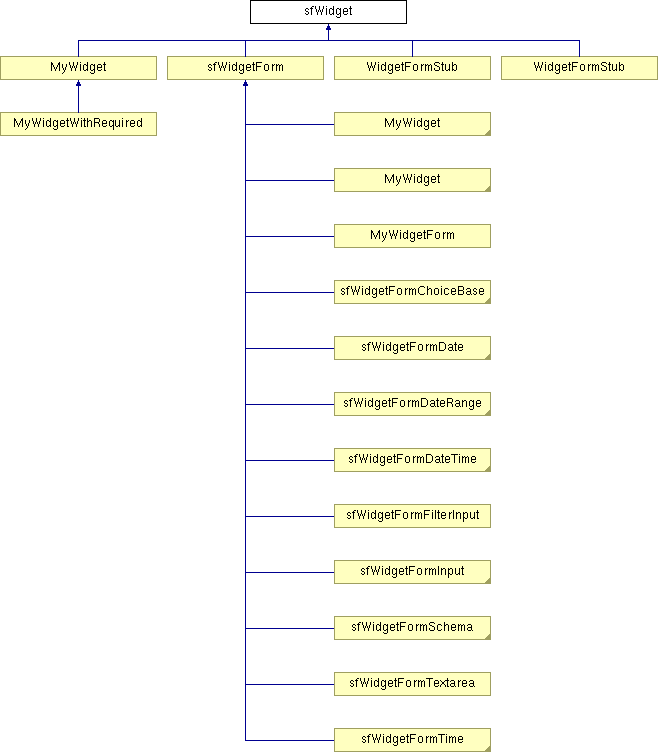 sfWidget
MyWidget
sfWidgetForm
WidgetFormStub
WidgetFormStub
MyWidgetWithRequired
MyWidget
MyWidget
MyWidgetForm
sfWidgetFormChoiceBase
sfWidgetFormDate
sfWidgetFormDateRange
sfWidgetFormDateTime
sfWidgetFormFilterInput
sfWidgetFormInput
sfWidgetFormSchema
sfWidgetFormTextarea
sfWidgetFormTime